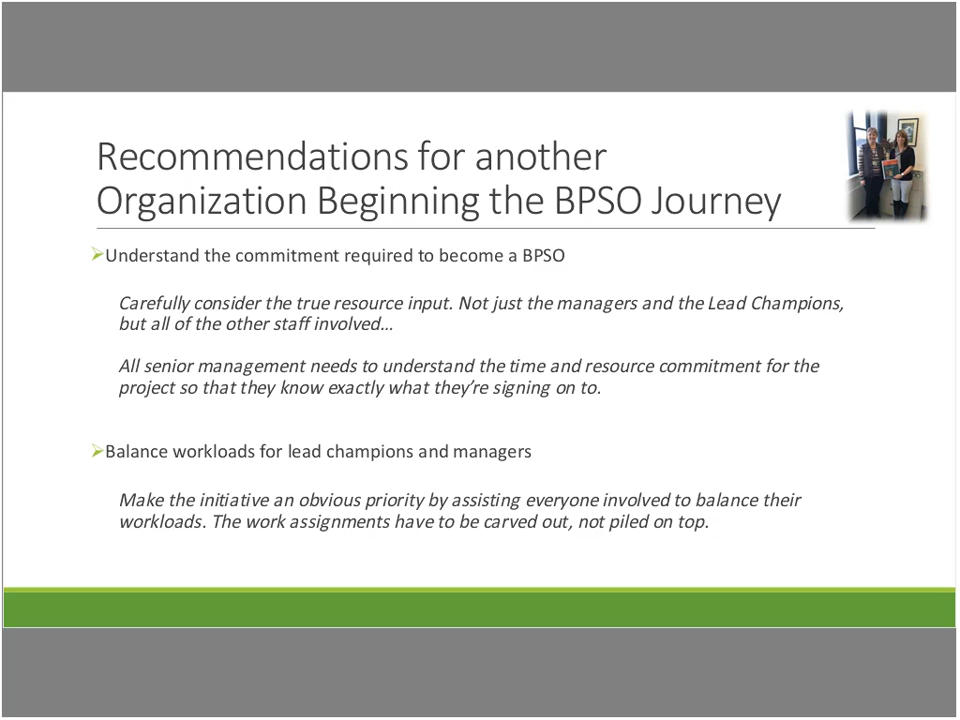 Recommendations for another
Organization Beginning the BPSO Journey
Understand the commitment required to become a BPSO
Carefully consider the true resource input. Not just the managers and the Lead Champions,
but all of the other staff involved…
All senior management needs to understand the time and resource commitment for the
project so that they know exactly what they’re signing on to.
Balance workloads for lead champions and managers
Make the initiative an obvious priority by assisting everyone involved to balance their
workloads. The work assignments have to be carved out, not piled on top.